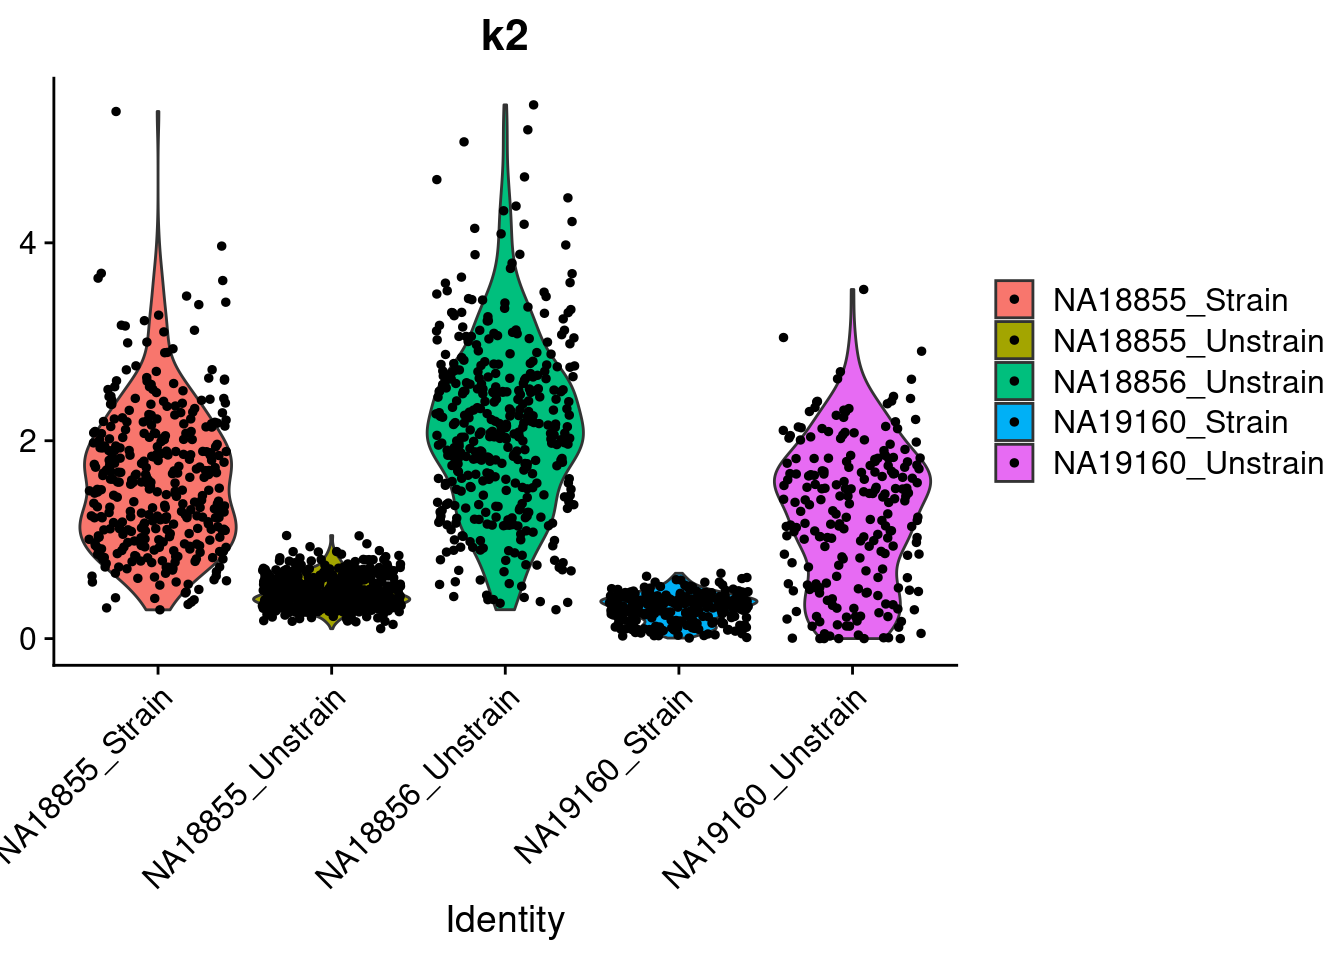 k2
4
2
0
NA18855_Strain
NA18855_Unstrain
NA18856_Unstrain
NA19160_Strain
NA19160_Unstrain
Identity
NA18855_Strain
NA18855_Unstrain
NA18856_Unstrain
NA19160_Strain
NA19160_Unstrain